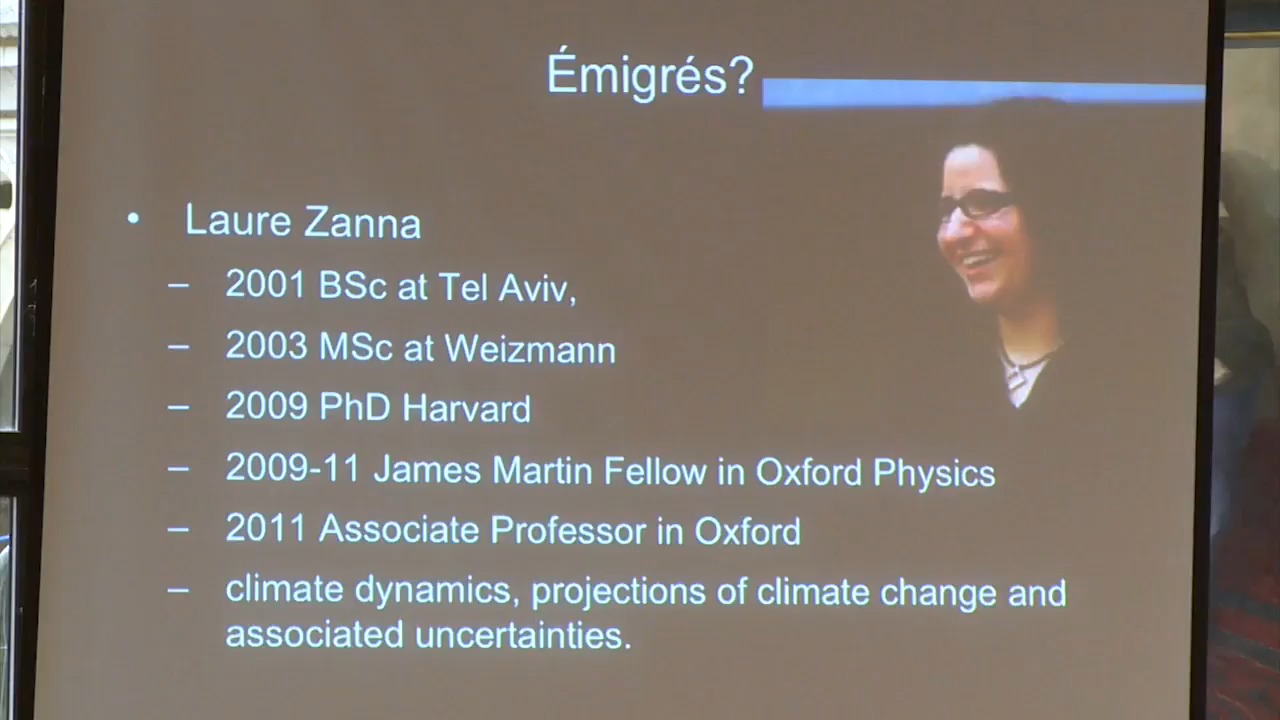 Émigrés?
• Laure Zanna
– 2001 BSc at Tel Aviv,
– 2003 MSc at Weizmann
– 2009 PhD Harvard
– 2009-11 James Martin Fellow in Oxford Physics
– 2011 Associate Professor in Oxford
– climate dynamics, projections of climate change and
associated uncertainties.